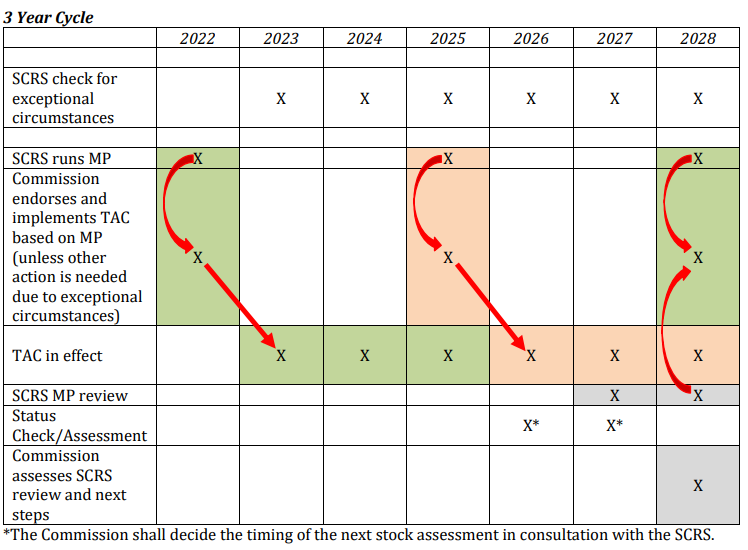 3 Year Cycle
2022 2023 2024 2025 2026 2027 2028
SCRS check for
exceptional
circumstances
X X X X X X
SCRS runs MP X X X
Commission
endorses and
implements TAC
based on MP
(unless other
action is needed
due to exceptional
circumstances)
X X X
TAC in effect X X X X X X
SCRS MP review X X
Status
Check/Assessment
X* X*
Commission
assesses SCRS
review and next
steps
X
*The Commission shall decide the timing of the next stock assessment in consultation with the SCRS.